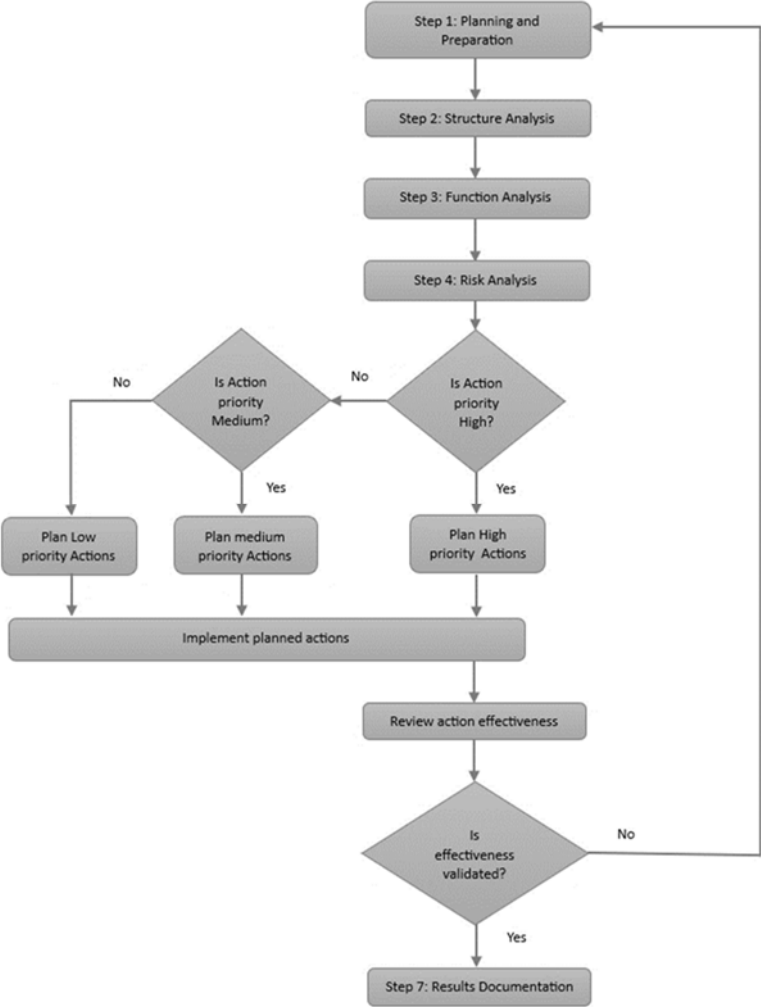 Step 1: Planning and
Preparation
Step 2: Structure Analysis
Step 3: Function Analysis
Step 4: Risk Analysis
Is Action
priority
High?
No
Is Action
priority
Medium?
No
Yes
Yes
Plan Low
priority Actions
Plan medium
priority Actions
Plan High
priority Actions
Implement planned actions
Review action effectiveness
Is
effectiveness
validated?
No
Yes
Step 7: Results Documentation